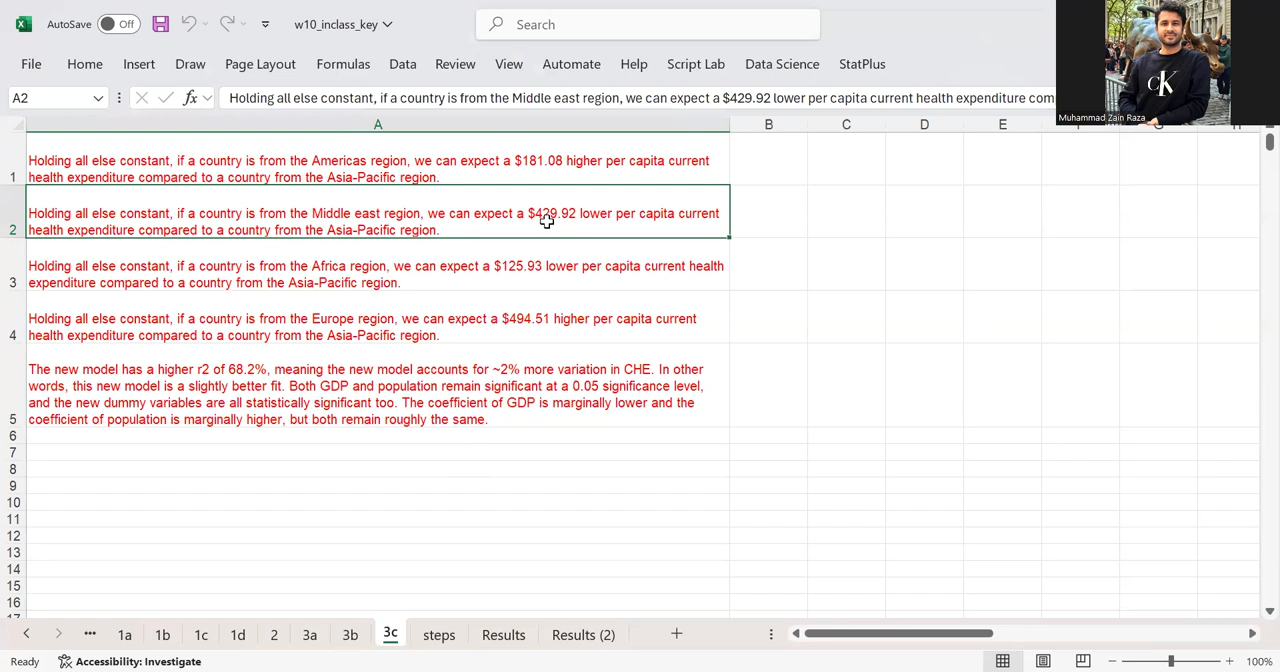 AutoSave Off w10_inclass_key Search
File Home Insert Draw Page Layout Formulas Data Review View Automate Help Script Lab Data Science StatPlus
A2 fx Holding all else constant, if a country is from the Middle east region, we can expect a $429.92 lower per capita current health expenditure com
CK
Muhammad Zain Raza
A B C D E
1 Holding all else constant, if a country is from the Americas region, we can expect a $181.08 higher per capita current
health expenditure compared to a country from the Asia-Pacific region.
2 Holding all else constant, if a country is from the Middle east region, we can expect a $429.92 lower per capita current
health expenditure compared to a country from the Asia-Pacific region.
3 Holding all else constant, if a country is from the Africa region, we can expect a $125.93 lower per capita current health
expenditure compared to a country from the Asia-Pacific region.
4 Holding all else constant, if a country is from the Europe region, we can expect a $494.51 higher per capita current
health expenditure compared to a country from the Asia-Pacific region.
The new model has a higher r2 of 68.2%, meaning the new model accounts for ~2% more variation in CHE. In other
words, this new model is a slightly better fit. Both GDP and population remain significant at a 0.05 significance level,
and the new dummy variables are all statistically significant too. The coefficient of GDP is marginally lower and the
5 coefficient of population is marginally higher, but both remain roughly the same.
6
7
8
9
10
11
12
13
14
15
16
1a 1b 1c 1d 2 3a 3b 3c steps Results Results (2)
Ready Accessibility: Investigate 100%